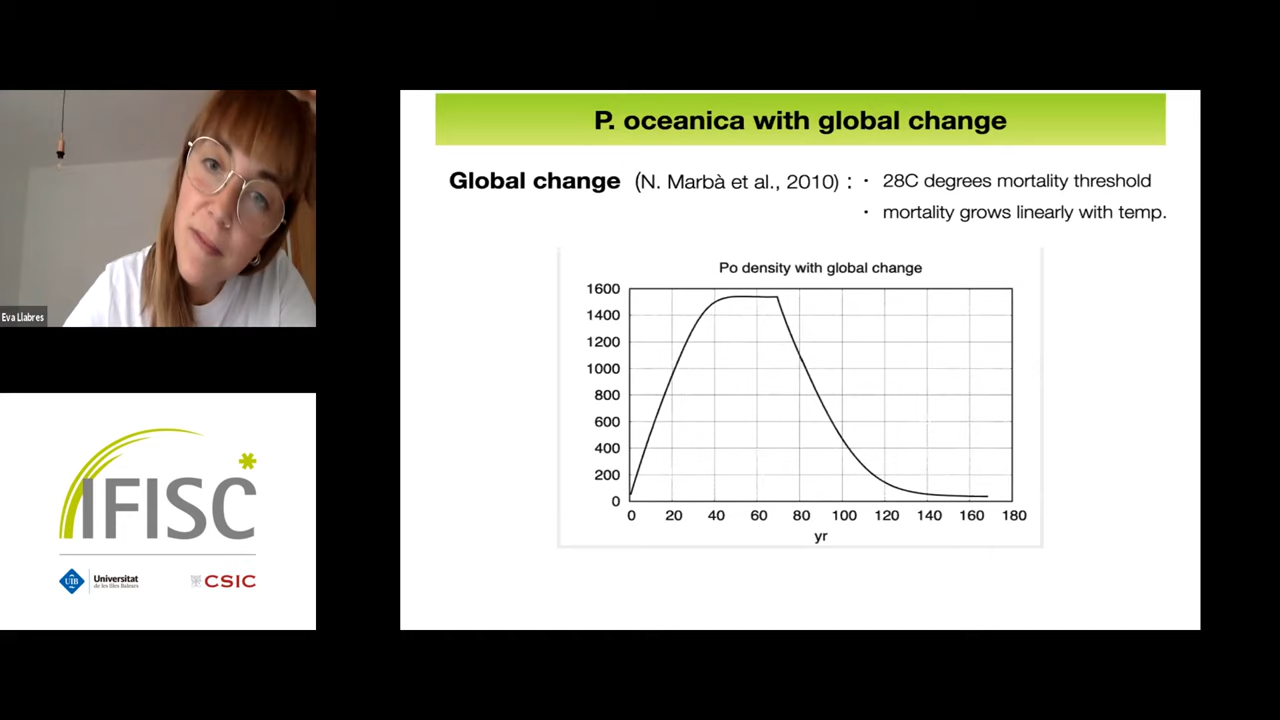 P. oceanica with global change
Global change (N. Marbà et al., 2010) : · 28C degrees mortality threshold
· mortality grows linearly with temp.
Po density with global change
1600
1400
1200
1000
800
600
400
200
0
0 20 40 60 80 100 120 140 160 180
yr
Eva Llabres
IFISC
UIB Universitat
de les Illes Balears
CSIC